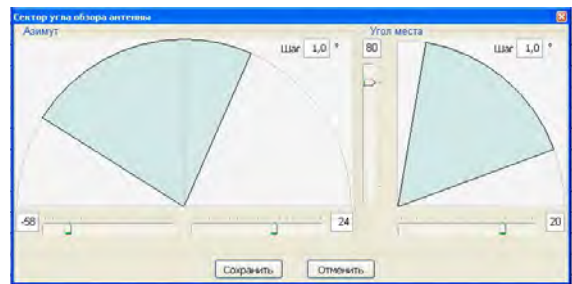 Сектор угла обзора антенны
Азимут
Шаг 1,0 °
Угол места
80
Шаг 1,0 °
-58
24
20
Сохранить
Отменить